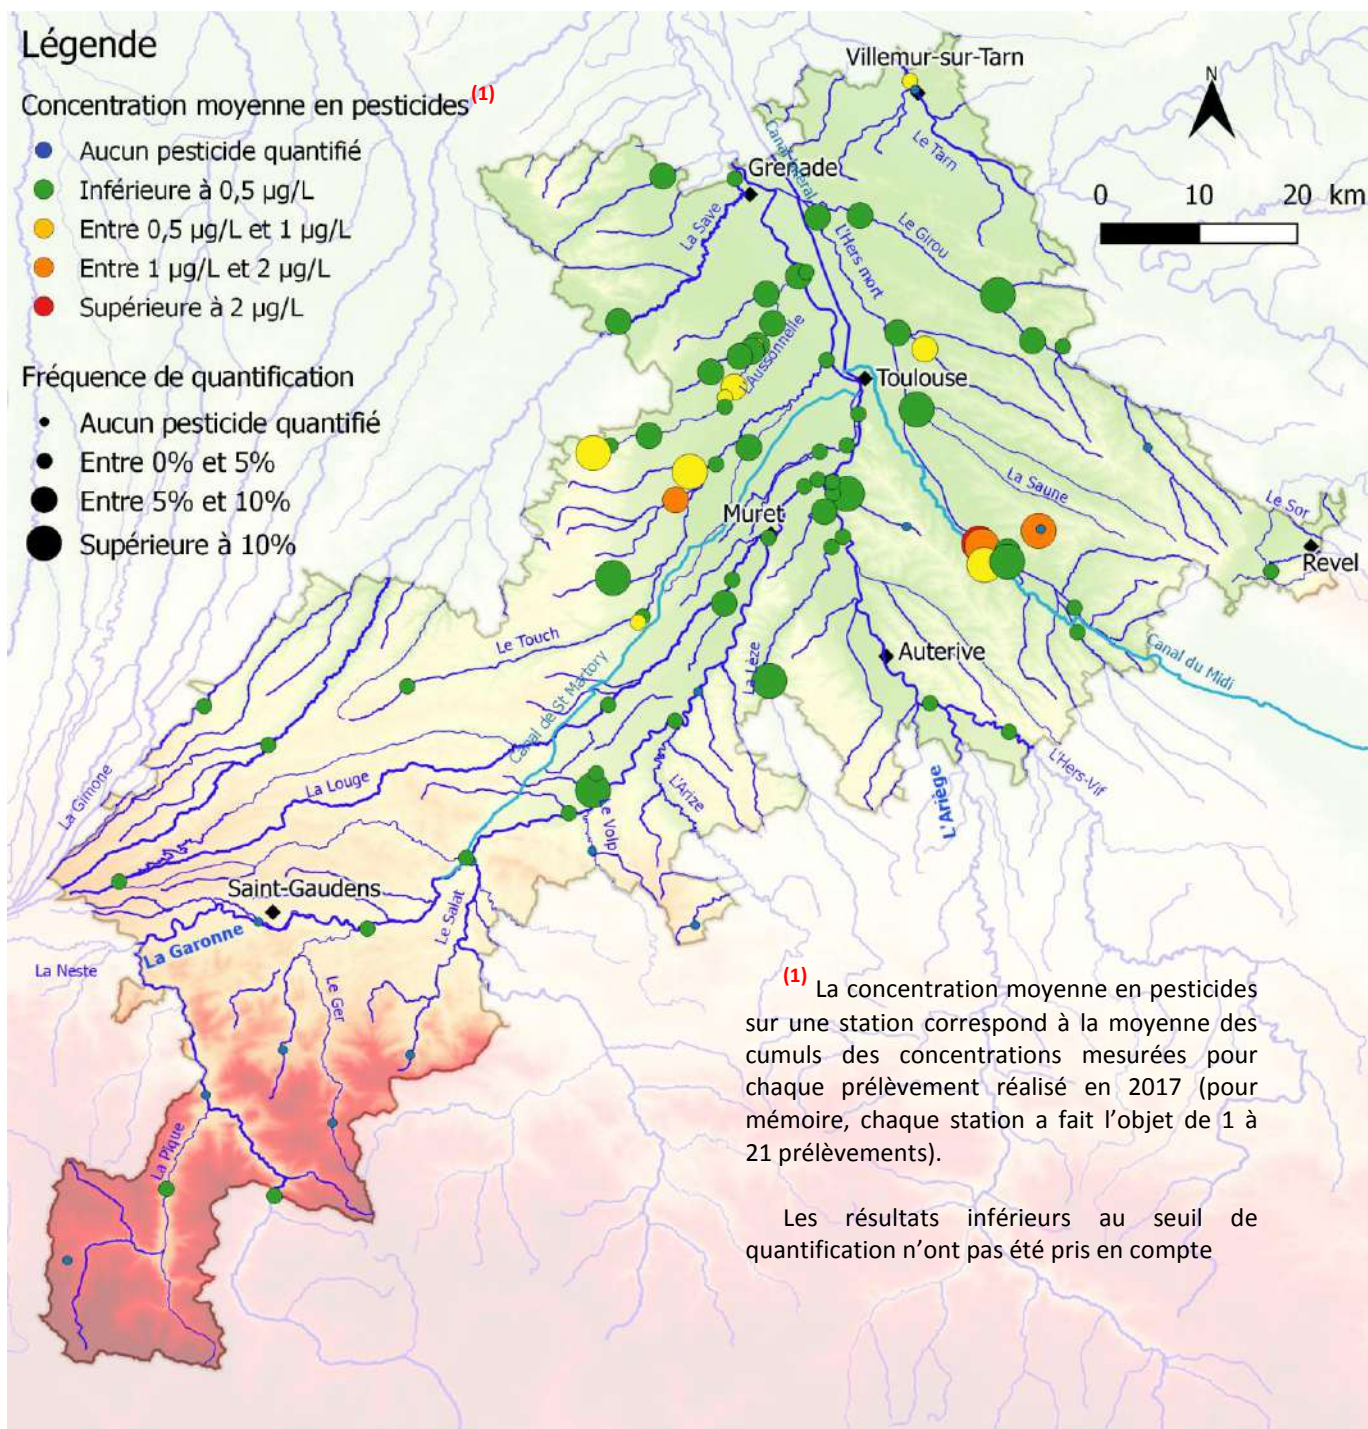 Légende
Concentration moyenne en pesticides(1)
Aucun pesticide quantifié
Inférieure à 0,5 µg/L
Entre 0,5 µg/L et 1 µg/L
Entre 1 µg/L et 2 µg/L
Supérieure à 2 µg/L
Fréquence de quantification
Aucun pesticide quantifié
Entre 0% et 5%
Entre 5% et 10%
Supérieure à 10%
Villemur-sur-Tarn
N
0 10 20 km
Le Tarn
Grenade
La Save
L'Hers mort
Le Girou
L'Aussonnelle
Toulouse
La Saune
Le Sor
Revel
Muret
Le Touch
Canal de St Martory
La Lèze
Auterive
Canal du Midi
La Gimone
La Louge
L'Arize
Le Volp
L'Ariège
L'Hers-Vif
Saint-Gaudens
La Garonne
Le Salat
La Neste
Le Ger
La Pique
(1) La concentration moyenne en pesticides
sur une station correspond à la moyenne des
cumuls des concentrations mesurées pour
chaque prélèvement réalisé en 2017 (pour
mémoire, chaque station a fait l'objet de 1 à
21 prélèvements).
Les résultats inférieurs au seuil de
quantification n'ont pas été pris en compte